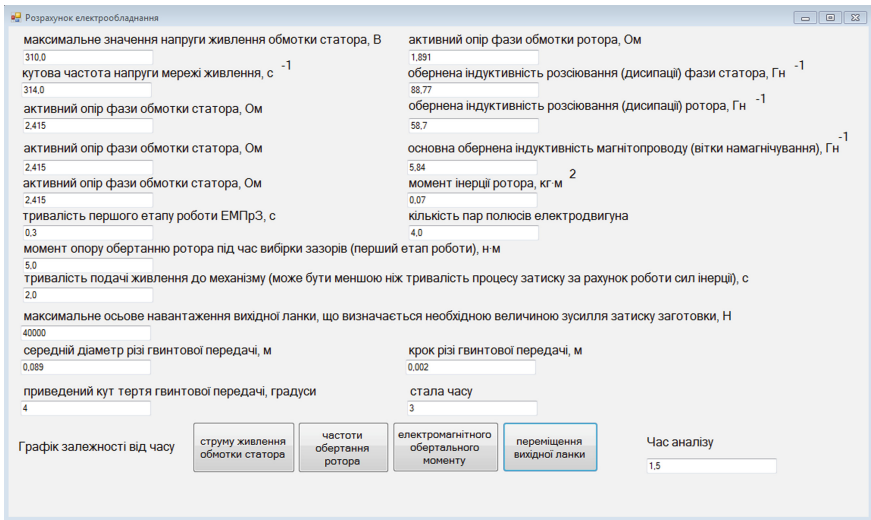 Розрахунок електрообладнання
максимальне значення напруги живлення обмотки статора, В
активний опір фази обмотки ротора, Ом
310,0
1,891
кутова частота напруги мережі живлення, с -1
обернена індуктивність розсіювання (дисипації) фази статора, Гн -1
314,0
88,77
активний опір фази обмотки статора, Ом
обернена індуктивність розсіювання (дисипації) ротора, Гн -1
2,415
58,7
активний опір фази обмотки статора, Ом
основна обернена індуктивність магнітопроводу (вітки намагнічування), Гн -1
2,415
5,84
активний опір фази обмотки статора, Ом
момент інерції ротора, кг·м 2
2,415
0,07
тривалість першого етапу роботи ЕМПрЗ, с
кількість пар полюсів електродвигуна
0,3
4,0
момент опору обертанню ротора під час вибірки зазорів (перший етап роботи), н·м
5,0
тривалість подачі живлення до механізму (може бути меншою ніж тривалість процесу затиску за рахунок роботи сил інерції), с
2,0
максимальне осьове навантаження вихідної ланки, що визначається необхідною величиною зусилля затиску заготовки, Н
40000
середній діаметр різі гвинтової передачі, м
крок різі гвинтової передачі, м
0,089
0,002
приведений кут тертя гвинтової передачі, градуси
стала часу
4
3
Графік залежності від часу
струму живлення
обмотки статора
частоти
обертання
ротора
електромагнітного
обертального
моменту
переміщення
вихідної ланки
Час аналізу
1,5